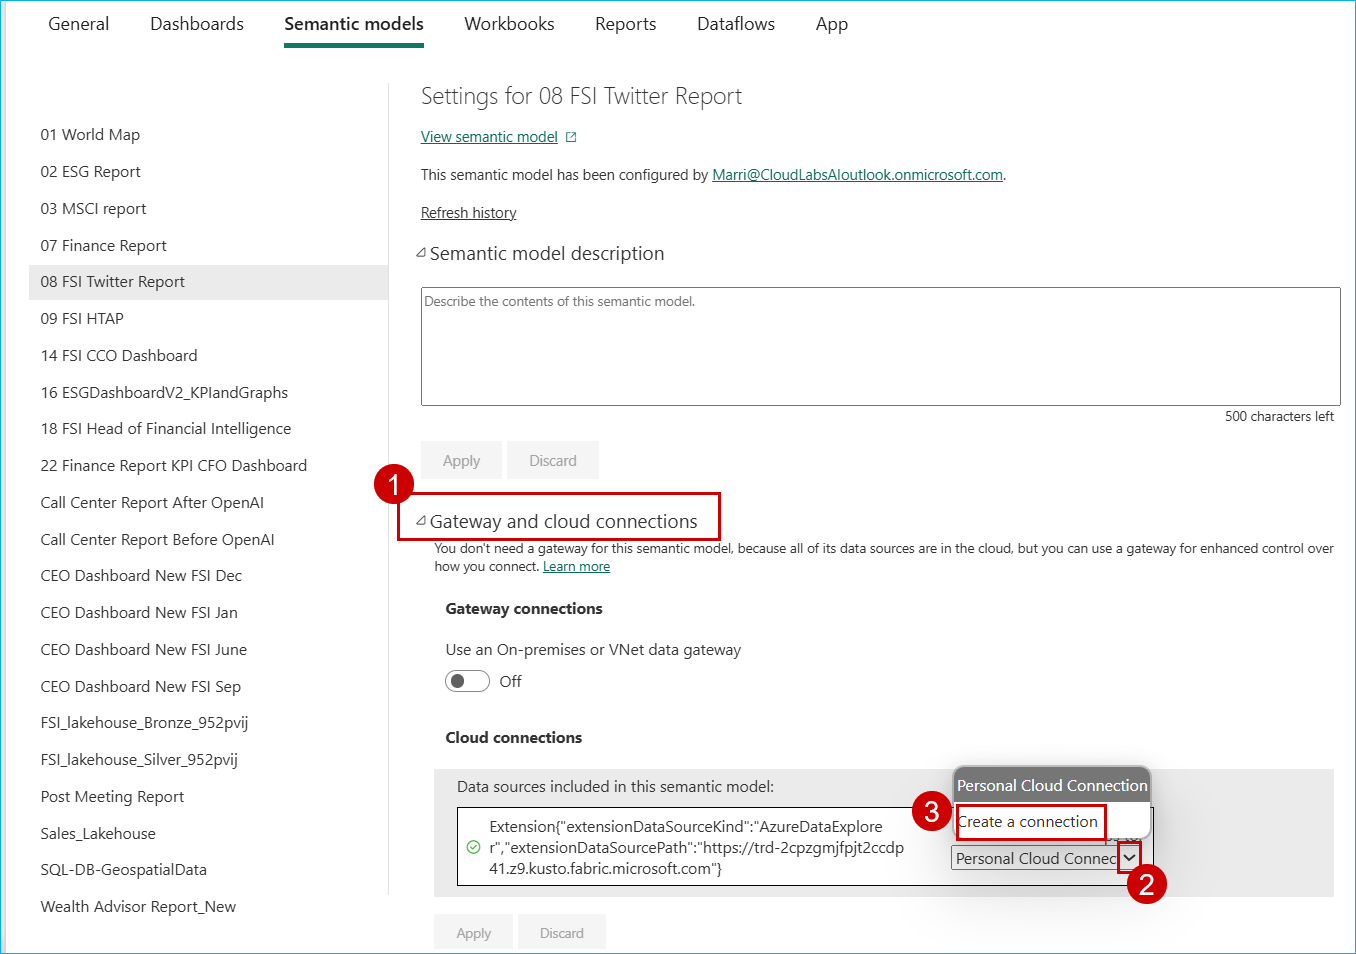 General Dashboards Semantic models Workbooks Reports Dataflows App
01 World Map
02 ESG Report
03 MSCI report
07 Finance Report
08 FSI Twitter Report
09 FSI HTAP
14 FSI CCO Dashboard
16 ESGDashboardV2_KPIandGraphs
18 FSI Head of Financial Intelligence
22 Finance Report KPI CFO Dashboard
Call Center Report After OpenAI
Call Center Report Before OpenAI
CEO Dashboard New FSI Dec
CEO Dashboard New FSI Jan
CEO Dashboard New FSI June
CEO Dashboard New FSI Sep
FSI_lakehouse_Bronze_952pvij
FSI_lakehouse_Silver_952pvij
Post Meeting Report
Sales_Lakehouse
SQL-DB-GeospatialData
Wealth Advisor Report_New
Settings for 08 FSI Twitter Report
View semantic model
This semantic model has been configured by Marri@CloudLabsAIoutlook.onmicrosoft.com.
Refresh history
Semantic model description
Describe the contents of this semantic model.
500 characters left
Apply Discard
1
Gateway and cloud connections
You don't need a gateway for this semantic model, because all of its data sources are in the cloud, but you can use a gateway for enhanced control over
how you connect. Learn more
Gateway connections
Use an On-premises or VNet data gateway
Off
Cloud connections
Data sources included in this semantic model:
Personal Cloud Connection
3
Create a connection
Extension{"extensionDataSourceKind":"AzureDataExplore
r","extensionDataSourcePath":"https://trd-2cpzgmjfpjt2ccdp
41.z9.kusto.fabric.microsoft.com"}
Personal Cloud Connec
2
Apply Discard